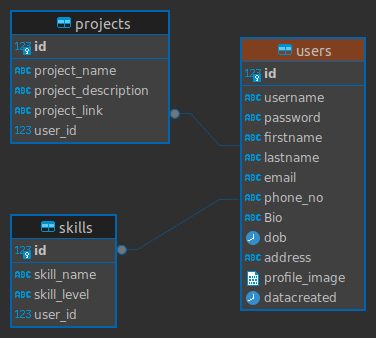 projects
123 id
ABC project_name
ABC project_description
ABC project_link
123 user_id
users
123 id
ABC username
ABC password
ABC firstname
ABC lastname
ABC email
ABC phone_no
ABC Bio
dob
ABC address
profile_image
datacreated
skills
123 id
ABC skill_name
ABC skill_level
123 user_id